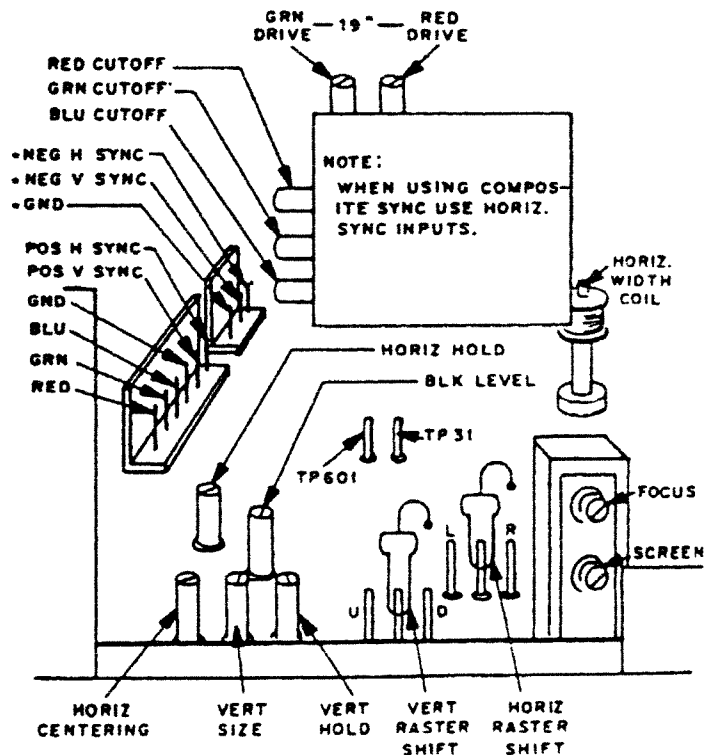 GRN DRIVE — 19" — RED DRIVE
RED CUTOFF
GRN CUTOFF
BLU CUTOFF
*NEG H SYNC
*NEG V SYNC
*GND
POS H SYNC
POS V SYNC
GND
BLU
GRN
RED
NOTE:
WHEN USING COMPOS-
ITE SYNC USE HORIZ.
SYNC INPUTS.
HORIZ.
WIDTH
COIL
HORIZ HOLD
BLK LEVEL
TP601
TP31
FOCUS
SCREEN
L
R
U
D
HORIZ
CENTERING
VERT
SIZE
VERT
HOLD
VERT
RASTER
SHIFT
HORIZ
RASTER
SHIFT